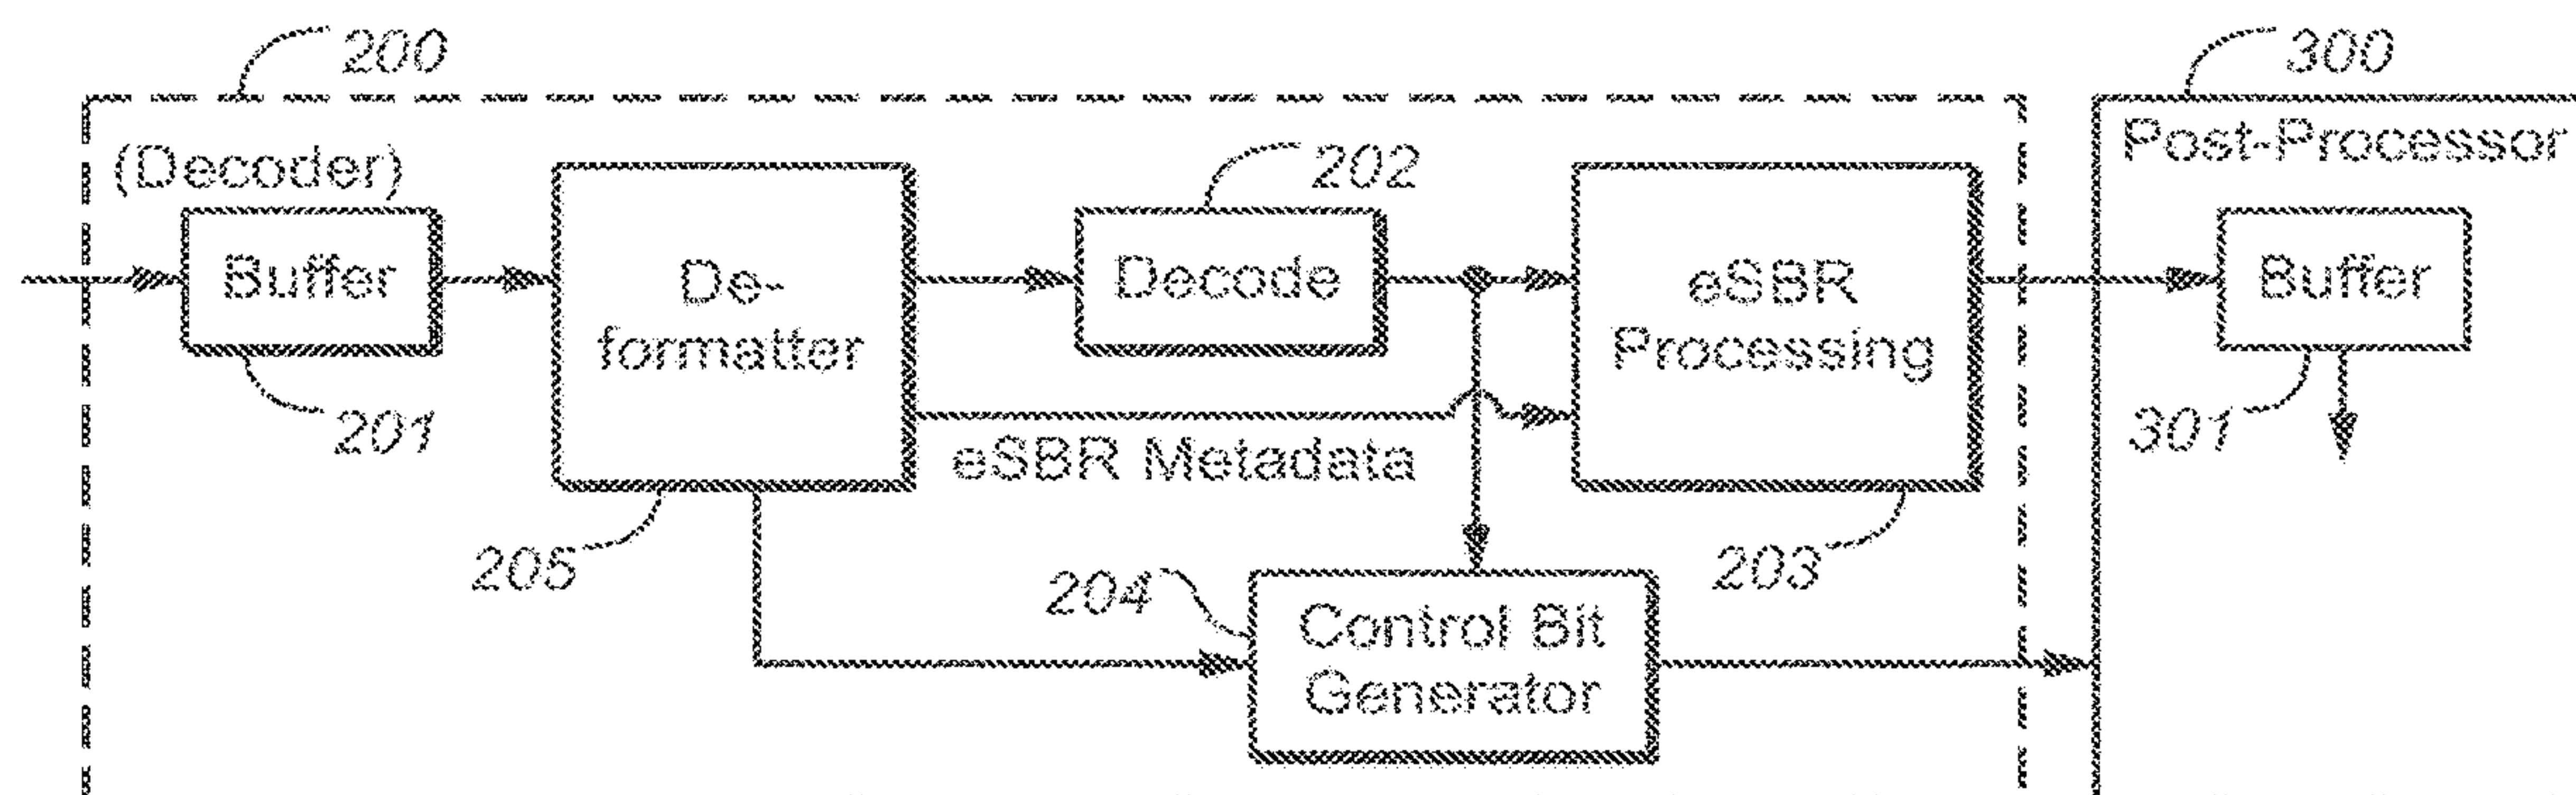 200
300
(Decoder)
Post-Processor
202
Buffer
De-
formatter
Decode
eSBR
Processing
Buffer
201
eSBR Metadata
301
205
204
203
Control Bit
Generator